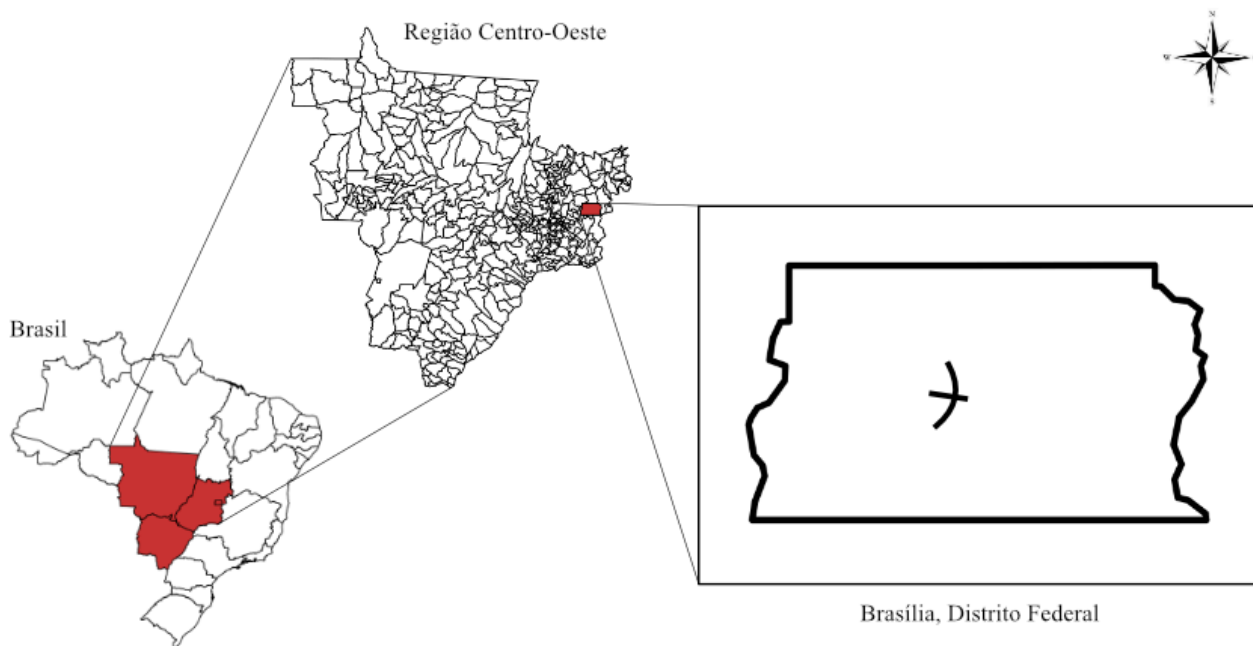 Região Centro-Oeste
N
W
S
Brasil
Brasília, Distrito Federal